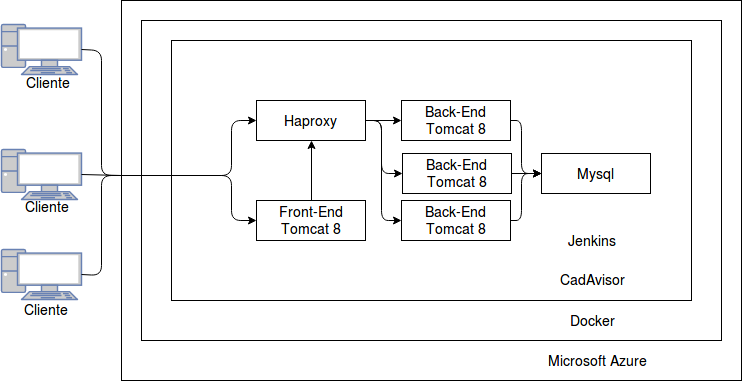 Cliente
Cliente
Cliente
Haproxy
Front-End
Tomcat 8
Back-End
Tomcat 8
Back-End
Tomcat 8
Back-End
Tomcat 8
Mysql
Jenkins
CadAvisor
Docker
Microsoft Azure